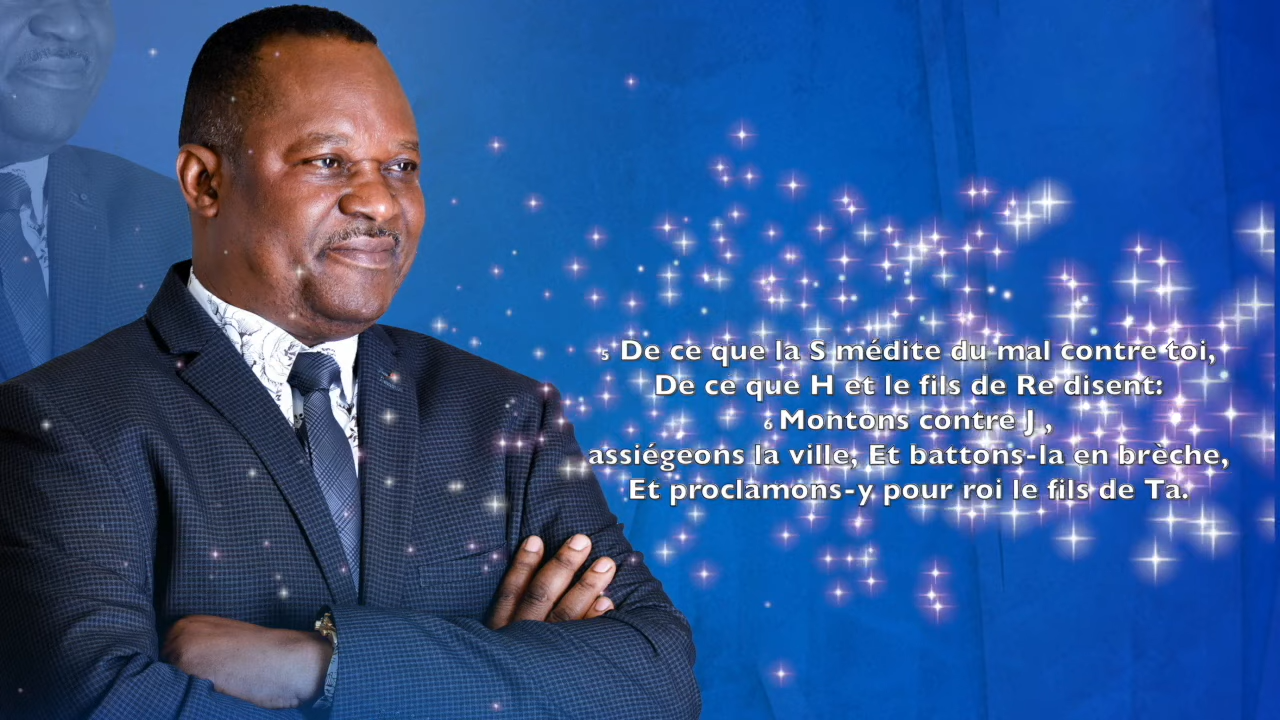 5 De ce que la S médite du mal contre toi,
De ce que H et le fils de Re disent:
6 Montons contre J ,
assiégeons la ville, Et battons-la en brèche,
Et proclamons-y pour roi le fils de Ta.